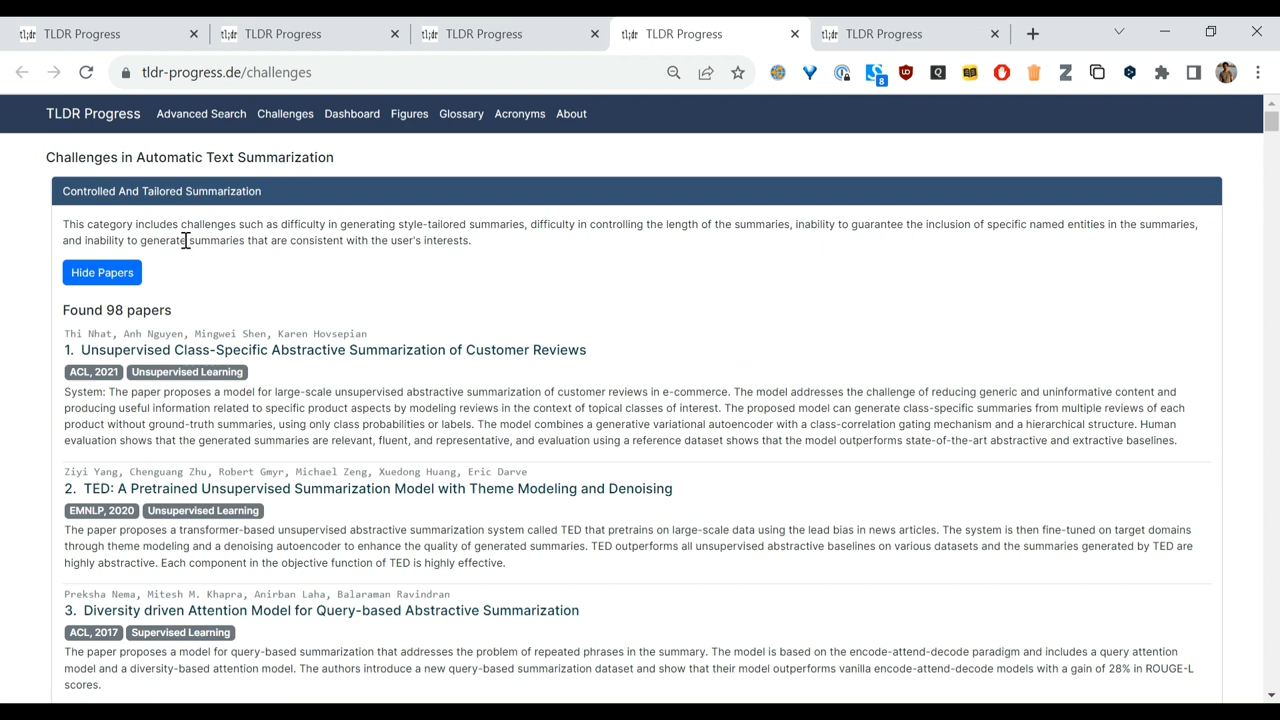 tl;dr TLDR Progress
tl;dr TLDR Progress
tl;dr TLDR Progress
tl;dr TLDR Progress
tl;dr TLDR Progress
tldr-progress.de/challenges
8
TLDR Progress Advanced Search Challenges Dashboard Figures Glossary Acronyms About
Challenges in Automatic Text Summarization
Controlled And Tailored Summarization
This category includes challenges such as difficulty in generating style-tailored summaries, difficulty in controlling the length of the summaries, inability to guarantee the inclusion of specific named entities in the summaries,
and inability to generate summaries that are consistent with the user's interests.
Hide Papers
Found 98 papers
Thi Nhat, Anh Nguyen, Mingwei Shen, Karen Hovsepian
1. Unsupervised Class-Specific Abstractive Summarization of Customer Reviews
ACL, 2021 Unsupervised Learning
System: The paper proposes a model for large-scale unsupervised abstractive summarization of customer reviews in e-commerce. The model addresses the challenge of reducing generic and uninformative content and
producing useful information related to specific product aspects by modeling reviews in the context of topical classes of interest. The proposed model can generate class-specific summaries from multiple reviews of each
product without ground-truth summaries, using only class probabilities or labels. The model combines a generative variational autoencoder with a class-correlation gating mechanism and a hierarchical structure. Human
evaluation shows that the generated summaries are relevant, fluent, and representative, and evaluation using a reference dataset shows that the model outperforms state-of-the-art abstractive and extractive baselines.
Ziyi Yang, Chenguang Zhu, Robert Gmyr, Michael Zeng, Xuedong Huang, Eric Darve
2. TED: A Pretrained Unsupervised Summarization Model with Theme Modeling and Denoising
EMNLP, 2020 Unsupervised Learning
The paper proposes a transformer-based unsupervised abstractive summarization system called TED that pretrains on large-scale data using the lead bias in news articles. The system is then fine-tuned on target domains
through theme modeling and a denoising autoencoder to enhance the quality of generated summaries. TED outperforms all unsupervised abstractive baselines on various datasets and the summaries generated by TED are
highly abstractive. Each component in the objective function of TED is highly effective.
Preksha Nema, Mitesh M. Khapra, Anirban Laha, Balaraman Ravindran
3. Diversity driven Attention Model for Query-based Abstractive Summarization
ACL, 2017 Supervised Learning
The paper proposes a model for query-based summarization that addresses the problem of repeated phrases in the summary. The model is based on the encode-attend-decode paradigm and includes a query attention
model and a diversity-based attention model. The authors introduce a new query-based summarization dataset and show that their model outperforms vanilla encode-attend-decode models with a gain of 28% in ROUGE-L
scores.